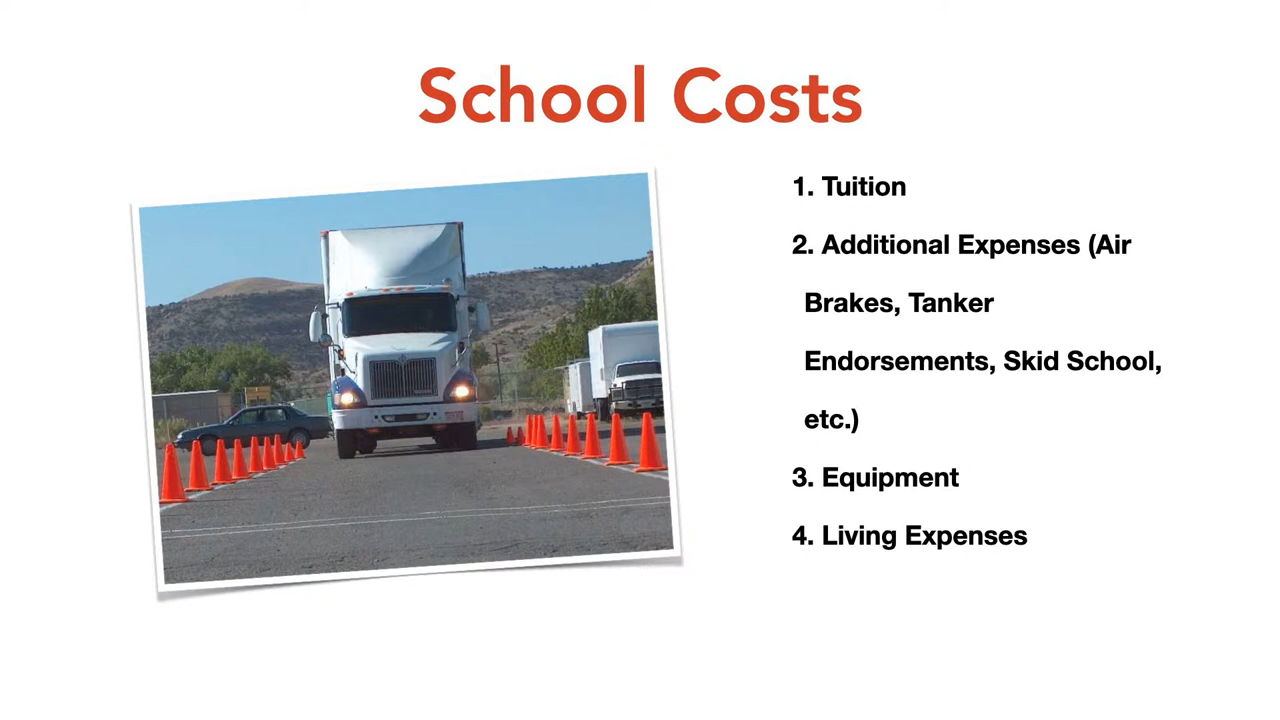 School Costs
1. Tuition
2. Additional Expenses (Air
Brakes, Tanker
Endorsements, Skid School,
etc.)
3. Equipment
4. Living Expenses